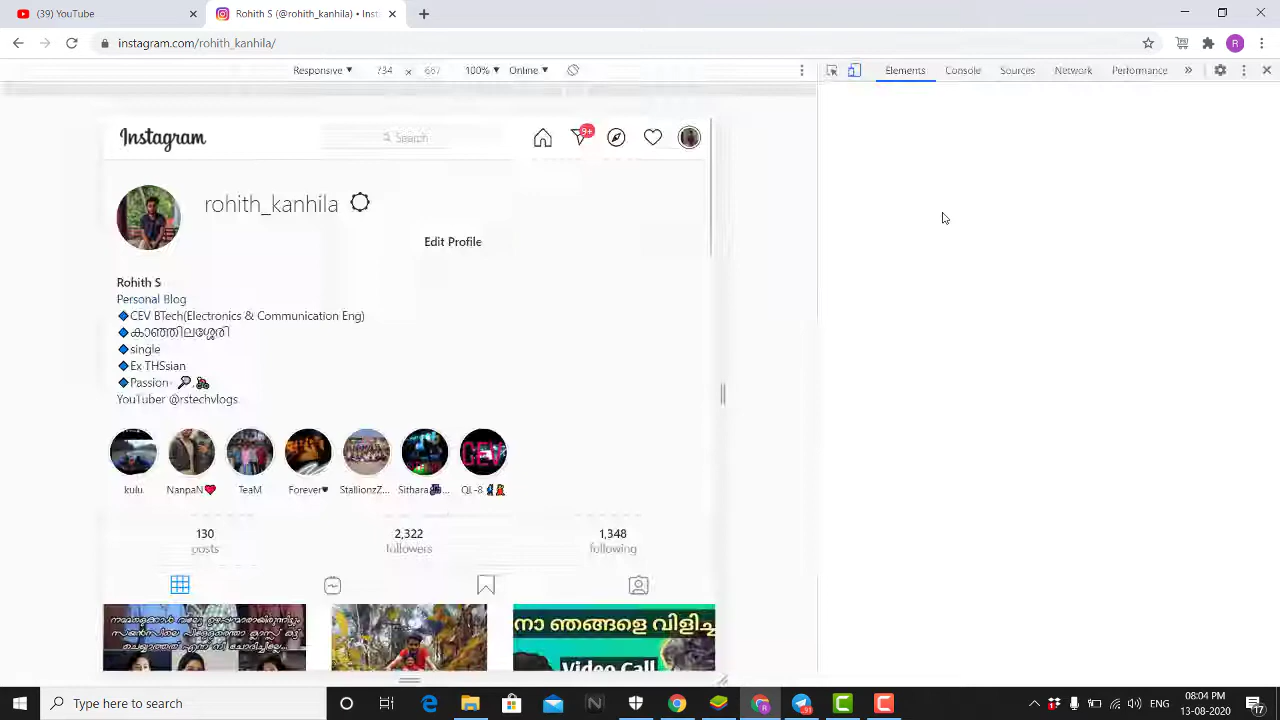 (39) YouTube
Rohith S (@rohith_kanhila) • Inst
instagram.com/rohith_kanhila/
R
Responsive ▼ 734 × 667 100% ▼ Online ▼
Elements Console Sources Network Performance »
Instagram
Search
9+
rohith_kanhila
Edit Profile
Rohith S
Personal Blog
🔷CEV BTech(Electronics & Communication Eng)
🔷കാഞ്ഞിലശ്ശേരി
🔷single
🔷Ex THSsian
🔷Passion
YouTuber @rstechvlogs
CEV
kulu
NanpaN❤️
TeaM
Forever
StallionzZ...
Sithara
QL-8
130 2,322 1,348
posts followers following
നാ ഞങ്ങളെ വിളിച്ച
Video Call
Type here to search
ENG
08:04 PM
13-08-2020